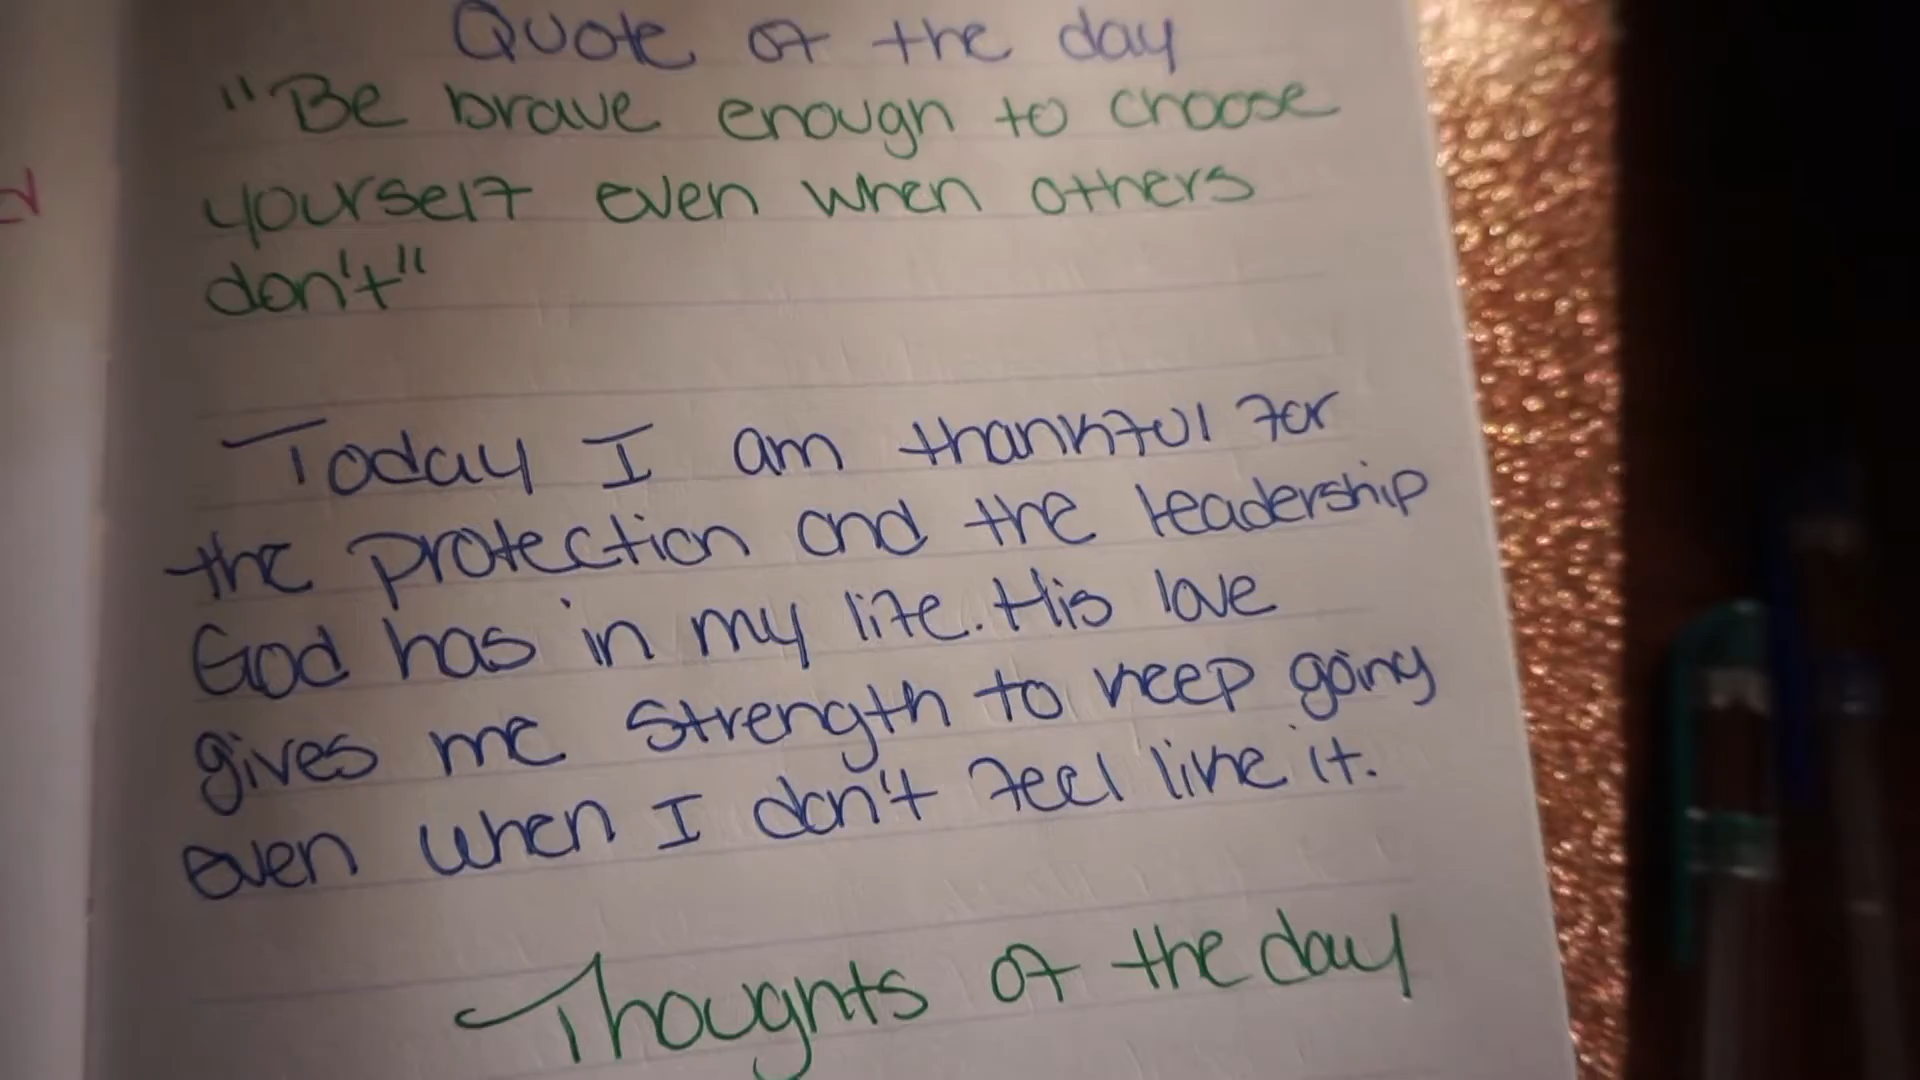 Quote of the day
"Be brave enough to choose
yourself even when others
don't"
Today I am thankful for
the protection and the leadership
God has in my life. His love
gives me strength to keep going
even when I don't feel like it.
Thoughts of the day